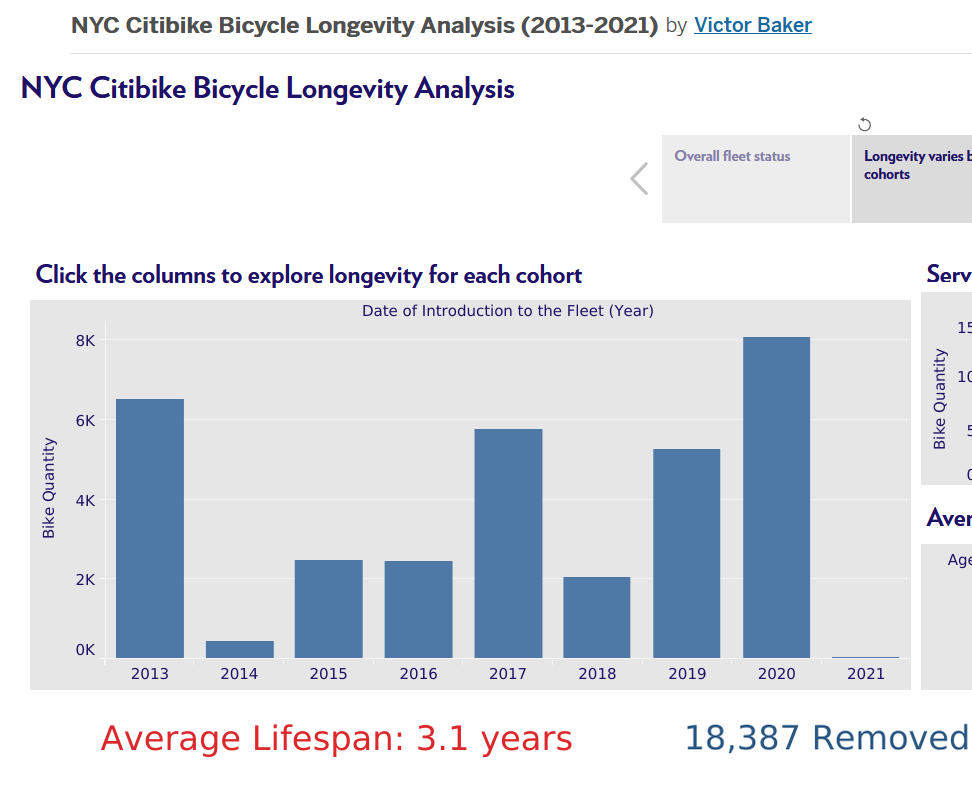 NYC Citibike Bicycle Longevity Analysis (2013-2021) by Victor Baker
NYC Citibike Bicycle Longevity Analysis
Overall fleet status
Longevity varies b
cohorts
Click the columns to explore longevity for each cohort
Date of Introduction to the Fleet (Year)
8K
6K
4K
2K
0K
Bike Quantity
2013 2014 2015 2016 2017 2018 2019 2020 2021
Serv
15
10
5
0
Bike Quantity
Aver
Age
Average Lifespan: 3.1 years
18,387 Removed